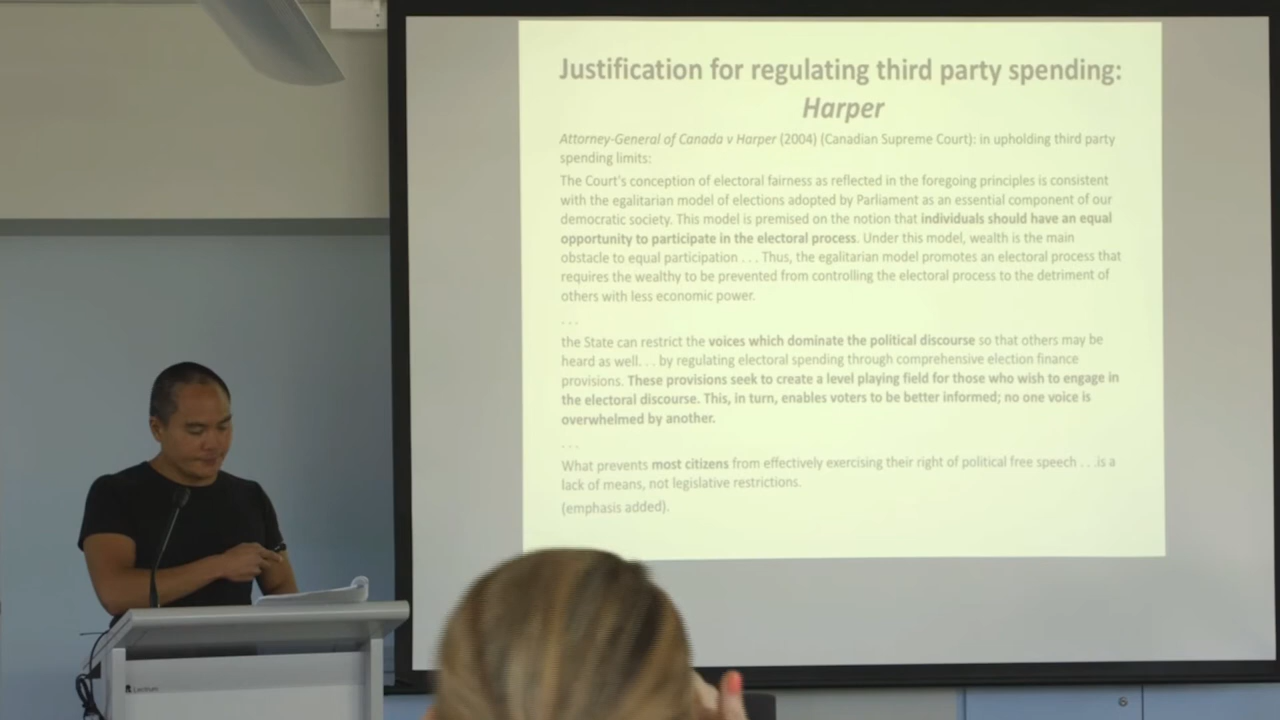 Justification for regulating third party spending:
Harper
Attorney-General of Canada v Harper (2004) (Canadian Supreme Court): in upholding third party
spending limits:
The Court's conception of electoral fairness as reflected in the foregoing principles is consistent
with the egalitarian model of elections adopted by Parliament as an essential component of our
democratic society. This model is premised on the notion that individuals should have an equal
opportunity to participate in the electoral process. Under this model, wealth is the main
obstacle to equal participation . . . Thus, the egalitarian model promotes an electoral process that
requires the wealthy to be prevented from controlling the electoral process to the detriment of
others with less economic power.
. . .
the State can restrict the voices which dominate the political discourse so that others may be
heard as well. . . by regulating electoral spending through comprehensive election finance
provisions. These provisions seek to create a level playing field for those who wish to engage in
the electoral discourse. This, in turn, enables voters to be better informed; no one voice is
overwhelmed by another.
. . .
What prevents most citizens from effectively exercising their right of political free speech . . .is a
lack of means, not legislative restrictions.
(emphasis added).
Lectrum